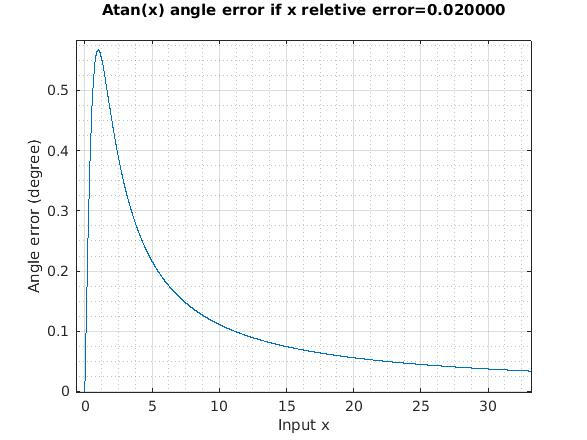 Atan(x) angle error if x reletive error=0.020000
Angle error (degree)
0.5
0.4
0.3
0.2
0.1
0
0 5 10 15 20 25 30
Input x